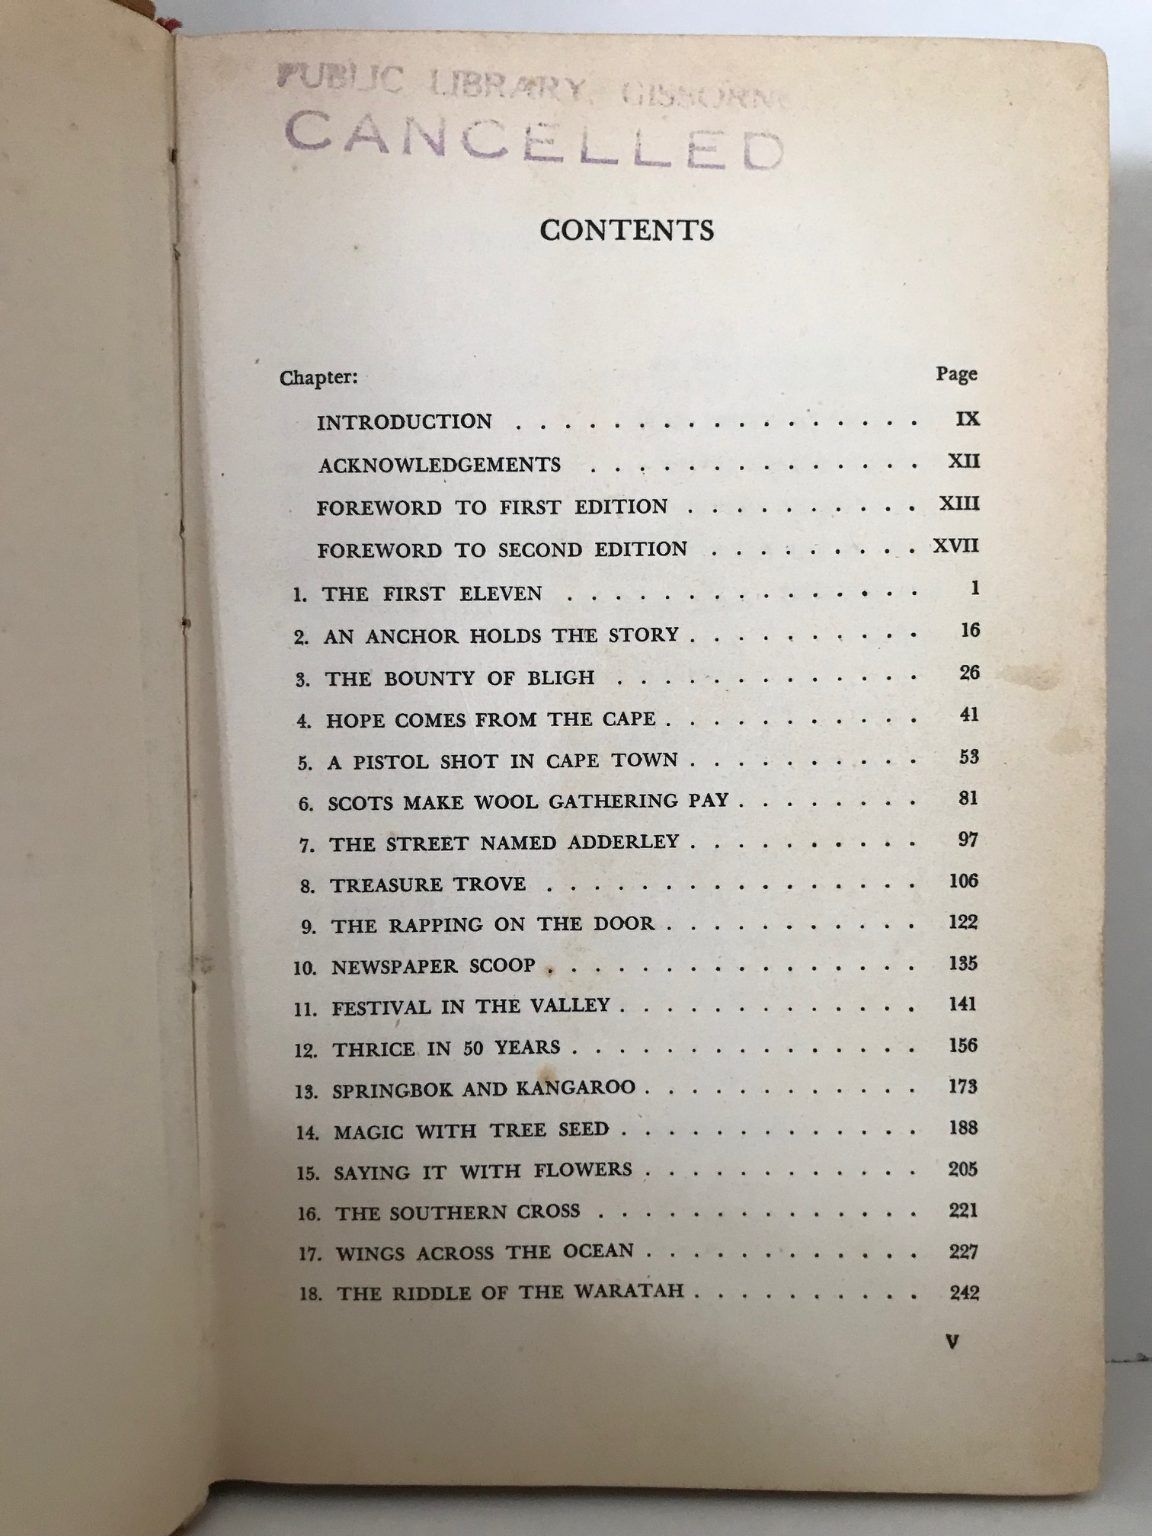 PUBLIC LIBRARY, GISBORNE
CANCELLED
CONTENTS
Chapter: Page
INTRODUCTION . . . . . . . . . . . . . . . . . IX
ACKNOWLEDGEMENTS . . . . . . . . . . . . . . XII
FOREWORD TO FIRST EDITION . . . . . . . . . . XIII
FOREWORD TO SECOND EDITION . . . . . . . . . XVII
1. THE FIRST ELEVEN . . . . . . . . . . . . . . . 1
2. AN ANCHOR HOLDS THE STORY . . . . . . . . . . 16
3. THE BOUNTY OF BLIGH . . . . . . . . . . . . . 26
4. HOPE COMES FROM THE CAPE . . . . . . . . . . . 41
5. A PISTOL SHOT IN CAPE TOWN . . . . . . . . . . 53
6. SCOTS MAKE WOOL GATHERING PAY . . . . . . . . 81
7. THE STREET NAMED ADDERLEY . . . . . . . . . . 97
8. TREASURE TROVE . . . . . . . . . . . . . . . . 106
9. THE RAPPING ON THE DOOR . . . . . . . . . . . 122
10. NEWSPAPER SCOOP . . . . . . . . . . . . . . . . 135
11. FESTIVAL IN THE VALLEY . . . . . . . . . . . . . 141
12. THRICE IN 50 YEARS . . . . . . . . . . . . . . . 156
13. SPRINGBOK AND KANGAROO . . . . . . . . . . . . 173
14. MAGIC WITH TREE SEED . . . . . . . . . . . . . 188
15. SAYING IT WITH FLOWERS . . . . . . . . . . . . 205
16. THE SOUTHERN CROSS . . . . . . . . . . . . . . 221
17. WINGS ACROSS THE OCEAN . . . . . . . . . . . . 227
18. THE RIDDLE OF THE WARATAH . . . . . . . . . . 242
V